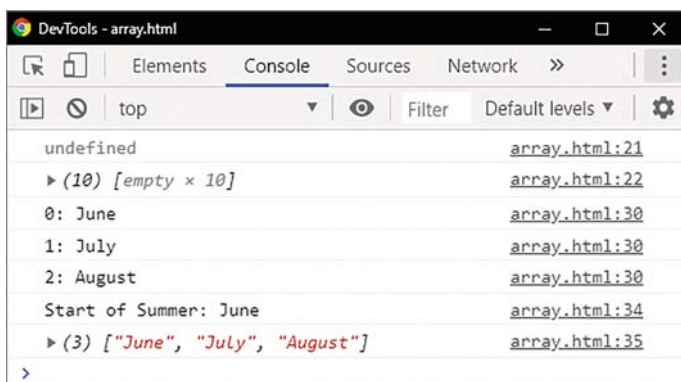 DevTools - array.html
Elements Console Sources Network »
top ▼ Filter Default levels ▼
undefined array.html:21
▶ (10) [empty × 10] array.html:22
0: June array.html:30
1: July array.html:30
2: August array.html:30
Start of Summer: June array.html:34
▶ (3) ["June", "July", "August"] array.html:35
>